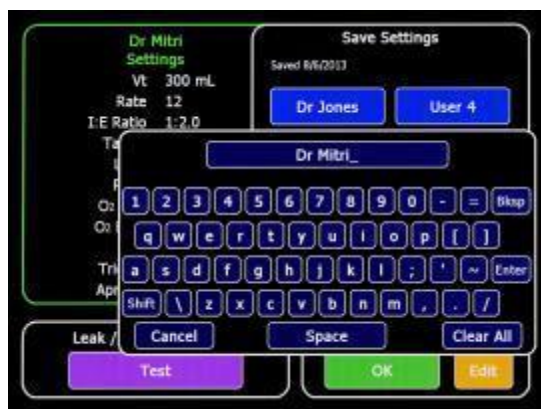 Dr Mitri
Settings
Vt 300 mL
Rate 12
I:E Ratio 1:2.0
Save Settings
Saved 8/6/2013
Dr Jones User 4
Dr Mitri_
1 2 3 4 5 6 7 8 9 0 - = Bksp
q w e r t y u i o p [ ]
a s d f g h j k l ; ' ~ Enter
Shift \ z x c v b n m , . /
Cancel Space Clear All
Leak /
Test
OK Edit